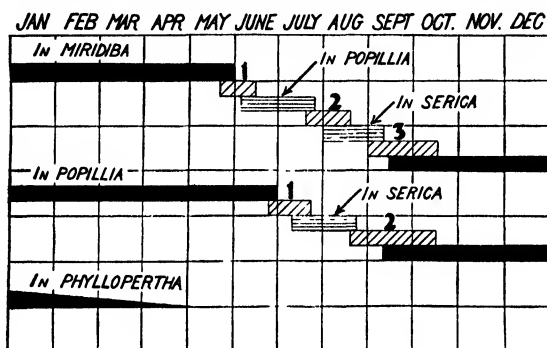 JAN FEB MAR APR MAY JUNE JULY AUG SEPT OCT. NOV. DEC
IN MIRIDIBA
1
IN POPILLIA
2
IN SERICA
3
IN POPILLIA
1
IN SERICA
2
IN PHYLLOPERTHA